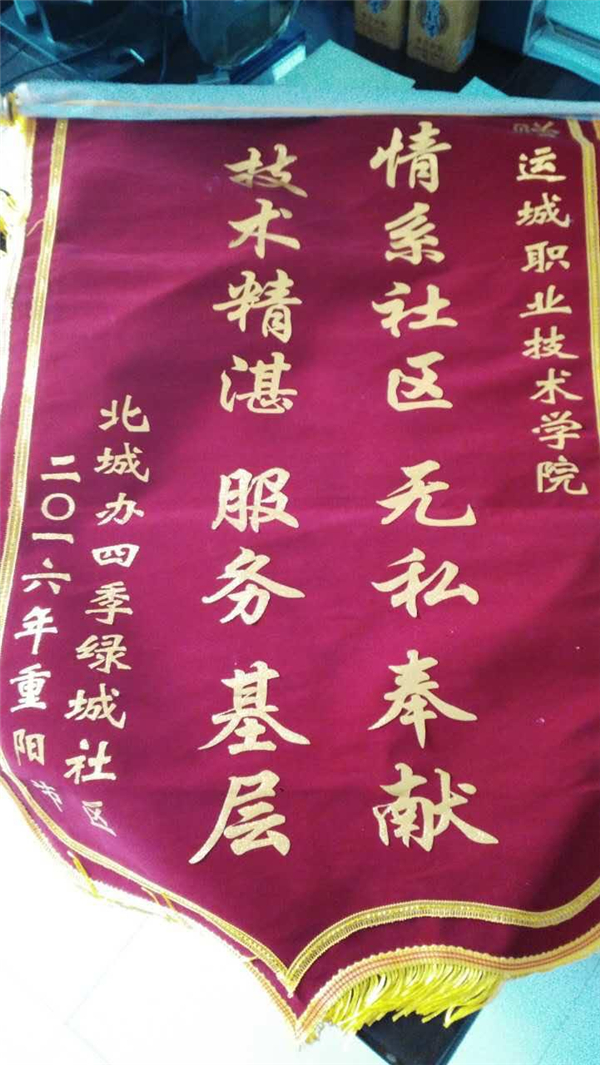 运城职业技术学院
情系社区 无私奉献
技术精湛 服务基层
北城办四季绿城社区
二〇一六年重阳节